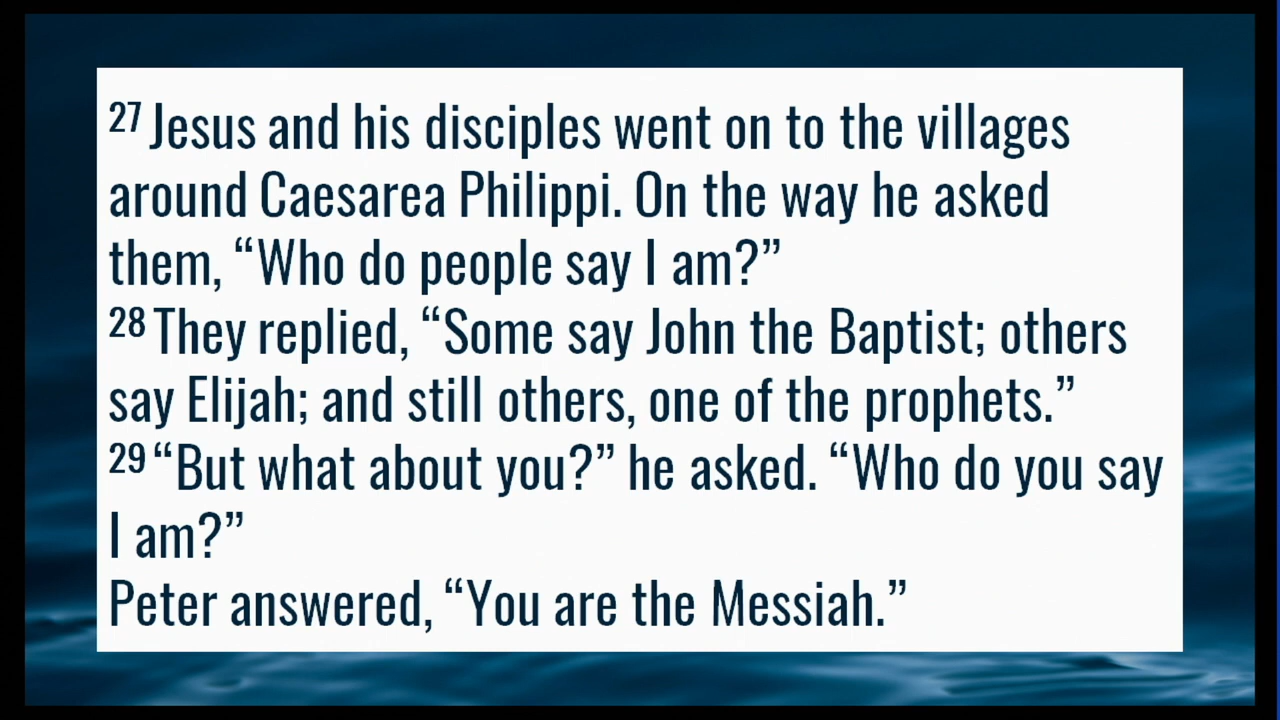 27 Jesus and his disciples went on to the villages
around Caesarea Philippi. On the way he asked
them, “Who do people say I am?”
28 They replied, “Some say John the Baptist; others
say Elijah; and still others, one of the prophets.”
29 “But what about you?” he asked. “Who do you say
I am?”
Peter answered, “You are the Messiah.”